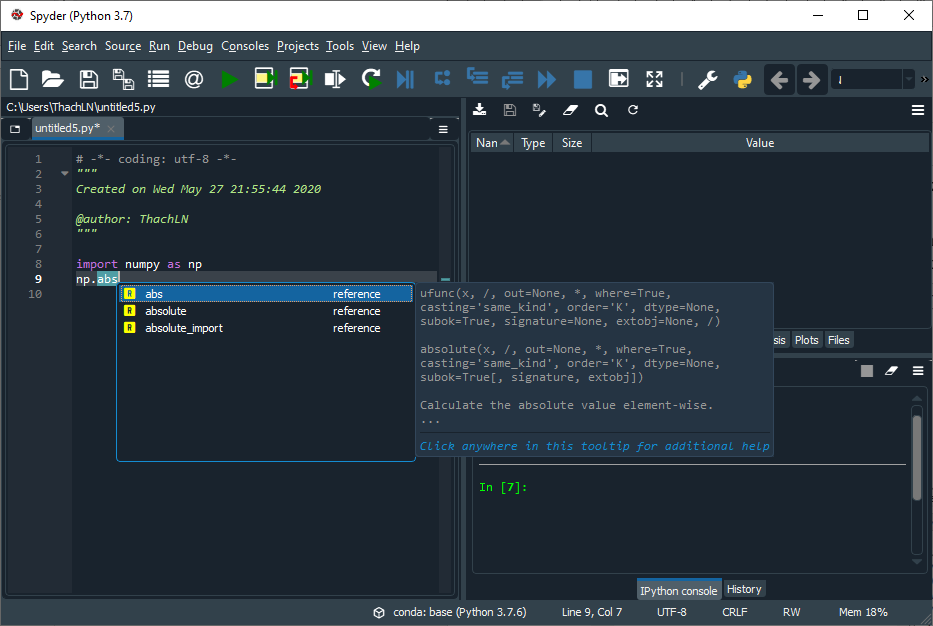 Spyder (Python 3.7)
File Edit Search Source Run Debug Consoles Projects Tools View Help
C:\Users\ThachLN\untitled5.py
untitled5.py*
Nan Type Size Value
1 # -*- coding: utf-8 -*-
2 """
3 Created on Wed May 27 21:55:44 2020
4
5 @author: ThachLN
6 """
7
8 import numpy as np
9 np.abs
10
abs reference
absolute reference
absolute_import reference
ufunc(x, /, out=None, *, where=True,
casting='same_kind', order='K', dtype=None,
subok=True, signature=None, extobj=None, /)
absolute(x, /, out=None, *, where=True,
casting='same_kind', order='K', dtype=None,
subok=True[, signature, extobj])
Calculate the absolute value element-wise.
...
Click anywhere in this tooltip for additional help
sis Plots Files
In [7]:
IPython console History
conda: base (Python 3.7.6) Line 9, Col 7 UTF-8 CRLF RW Mem 18%